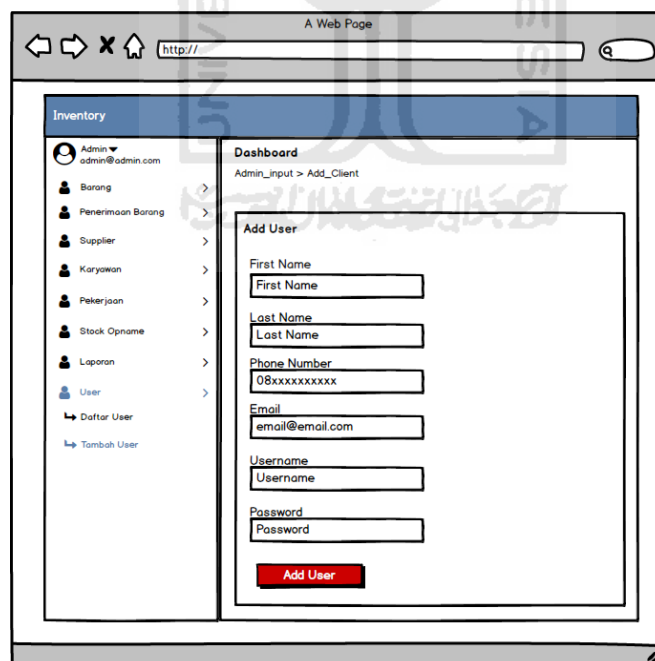 A Web Page
http://
Inventory
Admin
admin@admin.com
Barang
Penerimaan Barang
Supplier
Karyawan
Pekerjaan
Stock Opname
Laporan
User
Daftar User
Tambah User
Dashboard
Admin_input > Add_Client
Add User
First Name
First Name
Last Name
Last Name
Phone Number
08xxxxxxxxxx
Email
email@email.com
Username
Username
Password
Password
Add User